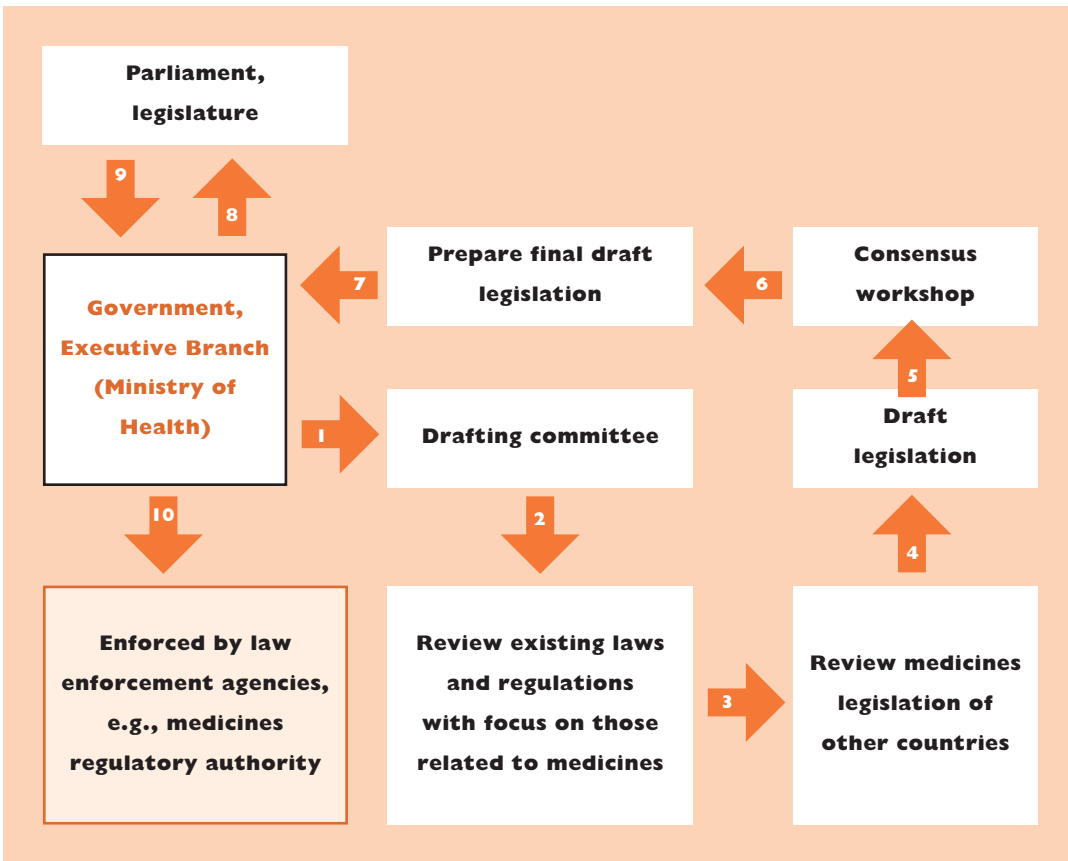 Parliament,
legislature
9
8
Government,
Executive Branch
(Ministry of
Health)
7
Prepare final draft
legislation
6
Consensus
workshop
5
1
Drafting committee
Draft
legislation
10
2
4
Enforced by law
enforcement agencies,
e.g., medicines
regulatory authority
Review existing laws
and regulations
with focus on those
related to medicines
3
Review medicines
legislation of
other countries